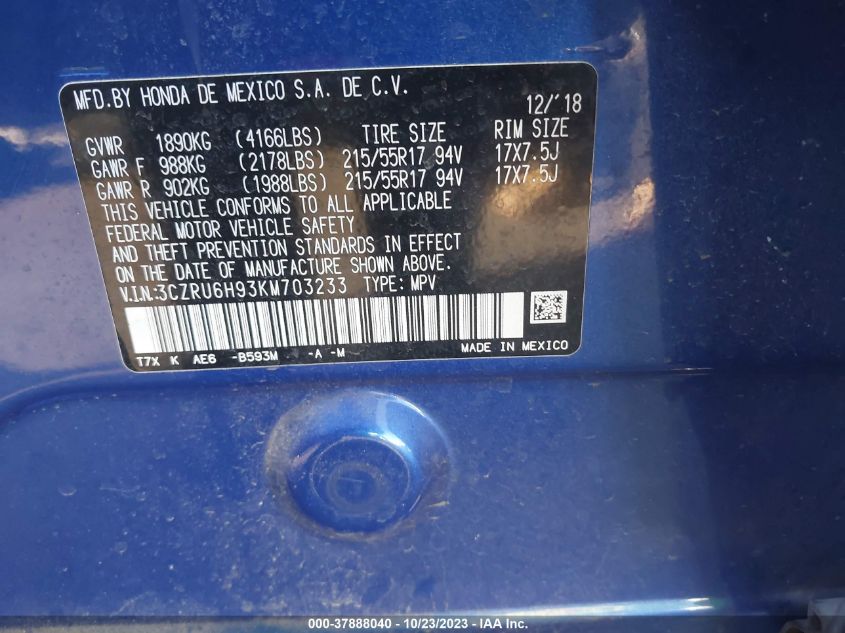 MFD.BY HONDA DE MEXICO S.A. DE C.V.
12/'18
GVWR 1890KG (4166LBS) TIRE SIZE RIM SIZE
GAWR F 988KG (2178LBS) 215/55R17 94V 17X7.5J
GAWR R 902KG (1988LBS) 215/55R17 94V 17X7.5J
THIS VEHICLE CONFORMS TO ALL APPLICABLE
FEDERAL MOTOR VEHICLE SAFETY
AND THEFT PREVENTION STANDARDS IN EFFECT
ON THE DATE OF MANUFACTURE SHOWN ABOVE.
V.I.N.:3CZRU6H93KM703233 TYPE: MPV
T7X K AE6 -B593M -A -M MADE IN MEXICO
000-37888040 - 10/23/2023 - IAA Inc.